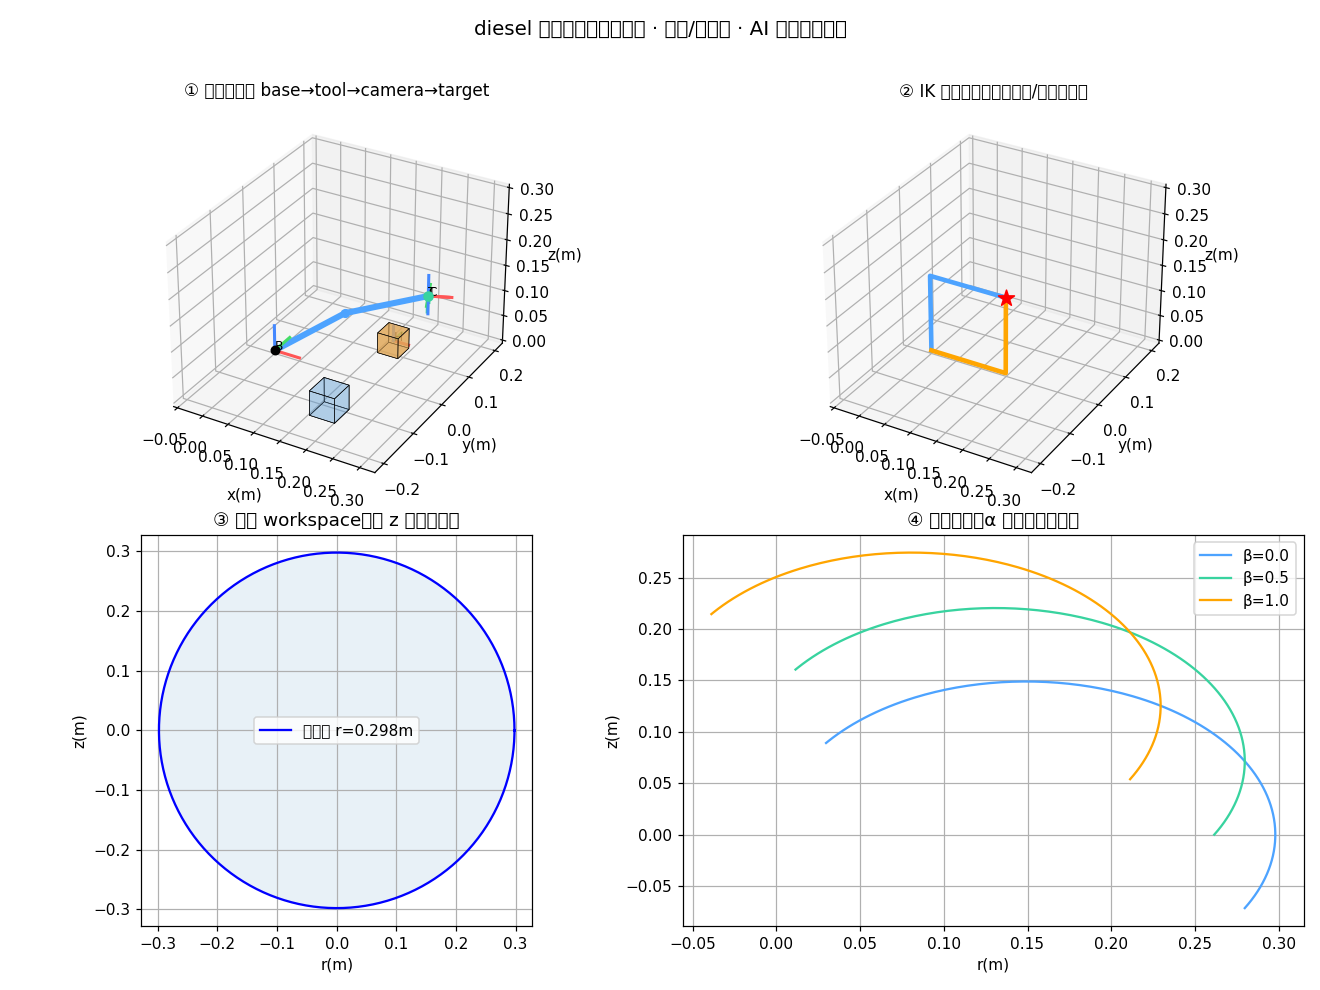 diesel · / · AI
① base→tool→camera→target
② IK /
0.30
0.25
0.20
0.15
0.10
0.05
0.00
z(m)
0.2
0.1
0.0
−0.1
−0.2
y(m)
−0.05
0.00
0.05
0.10
0.15
0.20
0.25
0.30
x(m)
B
0.30
0.25
0.20
0.15
0.10
0.05
0.00
z(m)
0.2
0.1
0.0
−0.1
−0.2
y(m)
−0.05
0.00
0.05
0.10
0.15
0.20
0.25
0.30
x(m)
③ workspace z
0.3
0.2
0.1
0.0
−0.1
−0.2
−0.3
z(m)
r=0.298m
−0.3 −0.2 −0.1 0.0 0.1 0.2 0.3
r(m)
④ α
β=0.0
β=0.5
β=1.0
0.25
0.20
0.15
0.10
0.05
0.00
−0.05
z(m)
−0.05 0.00 0.05 0.10 0.15 0.20 0.25 0.30
r(m)